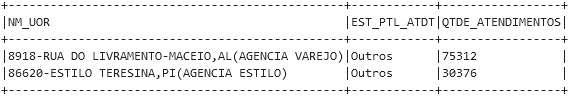 |NM_UOR |EST_PTL_ATDT|QTDE_ATENDIMENTOS|
|8918-RUA DO LIVRAMENTO-MACEIO,AL(AGENCIA VAREJO)|Outros |75312 |
|86620-ESTILO TERESINA,PI(AGENCIA ESTILO) |Outros |30376 |